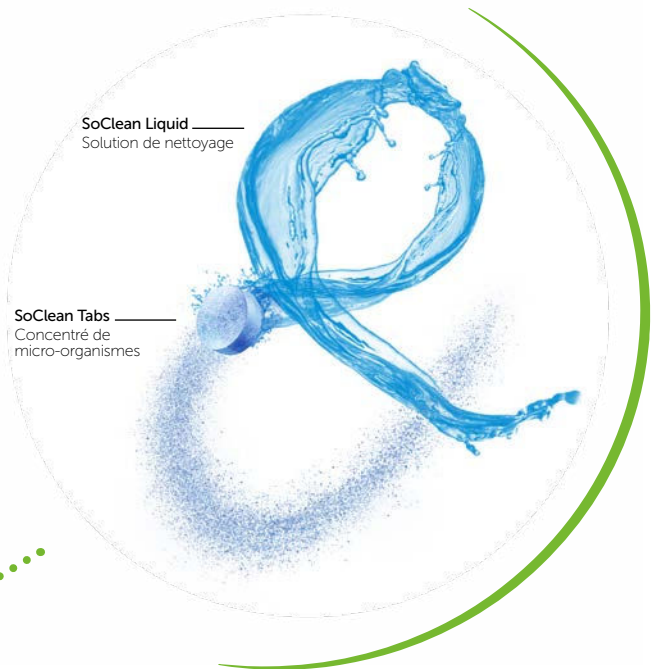 SoClean Liquid
Solution de nettoyage
SoClean Tabs
Concentré de
micro-organismes